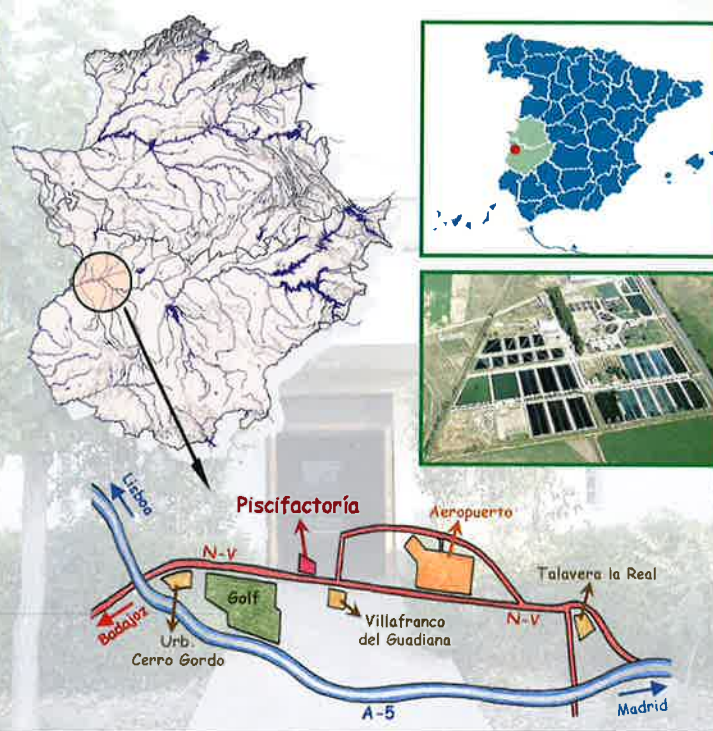 Lisboa
Piscifactoría
Aeropuerto
N-V
Talavera la Real
Golf
Badajoz
Urb.
Cerro Gordo
Villafranco
del Guadiana
N-V
A-5
Madrid